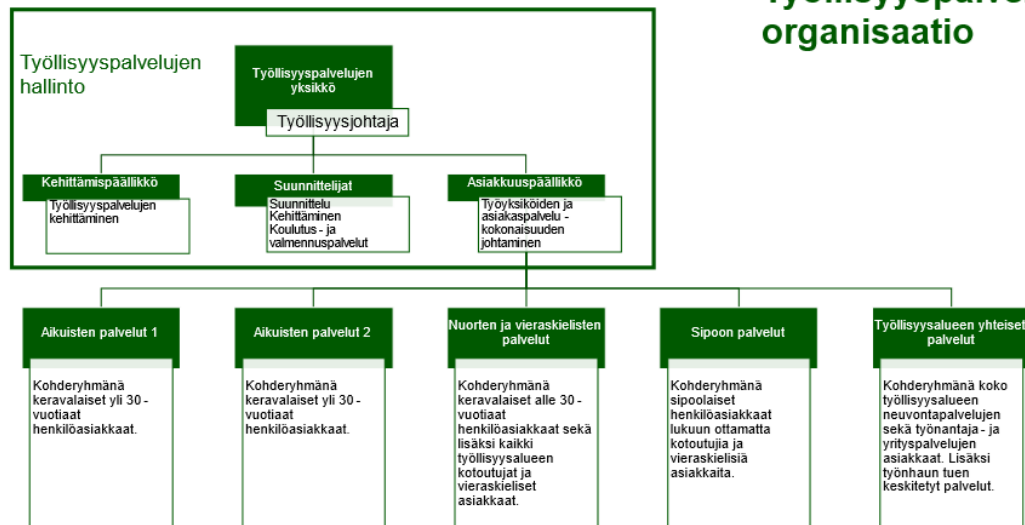 organisaatio
Työllisyyspalvelujen
hallinto
Työllisyyspalvelujen
yksikkö
Työllisyysjohtaja
Kehittämispäällikkö
Työllisyyspalvelujen
kehittäminen
Suunnittelijat
Suunnittelu
Kehittäminen
Koulutus - ja
valmennuspalvelut
Asiakkuuspäällikkö
Työyksiköiden ja
asiakaspalvelu -
kokonaisuuden
johtaminen
Aikuisten palvelut 1
Kohderyhmänä
keravalaiset yli 30 -
vuotiaat
henkilöasiakkaat.
Aikuisten palvelut 2
Kohderyhmänä
keravalaiset yli 30 -
vuotiaat
henkilöasiakkaat.
Nuorten ja vieraskielisten
palvelut
Kohderyhmänä
keravalaiset alle 30 -
vuotiaat
henkilöasiakkaat sekä
lisäksi kaikki
työllisyysalueen
kotoutujat ja
vieraskieliset
asiakkaat.
Sipoon palvelut
Kohderyhmänä
sipoolaiset
henkilöasiakkaat
lukuun ottamatta
kotoutujia ja
vieraskielisiä
asiakkaita.
Työllisyysalueen yhteiset
palvelut
Kohderyhmänä koko
työllisyysalueen
neuvontapalvelujen
sekä työnantaja - ja
yrityspalvelujen
asiakkaat. Lisäksi
työnhaun tuen
keskitetyt palvelut.